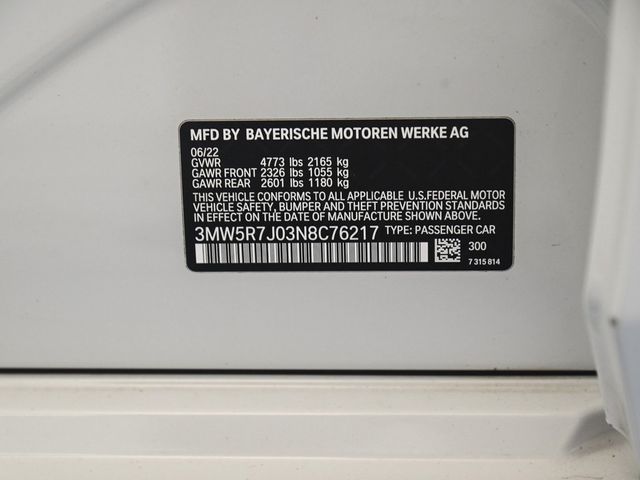 MFD BY BAYERISCHE MOTOREN WERKE AG
06/22
GVWR 4773 lbs 2165 kg
GAWR FRONT 2326 lbs 1055 kg
GAWR REAR 2601 lbs 1180 kg
THIS VEHICLE CONFORMS TO ALL APPLICABLE U.S.FEDERAL MOTOR
VEHICLE SAFETY, BUMPER AND THEFT PREVENTION STANDARDS IN
EFFECT ON THE DATE OF MANUFACTURE SHOWN ABOVE.
3MW5R7J03N8C76217 TYPE: PASSENGER CAR
300
7 315 814